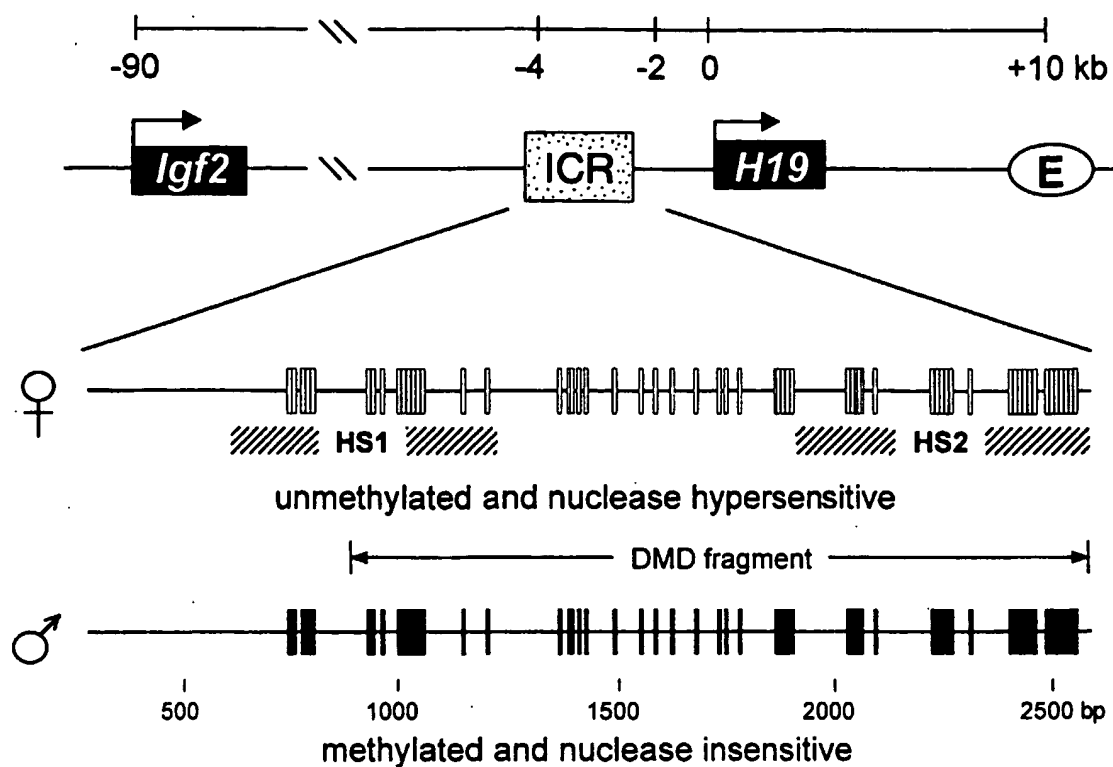 -90 -4 -2 0 +10 kb
Igf2 ICR H19 E
♀
HS1 HS2
unmethylated and nuclease hypersensitive
DMD fragment
♂
500 1000 1500 2000 2500 bp
methylated and nuclease insensitive